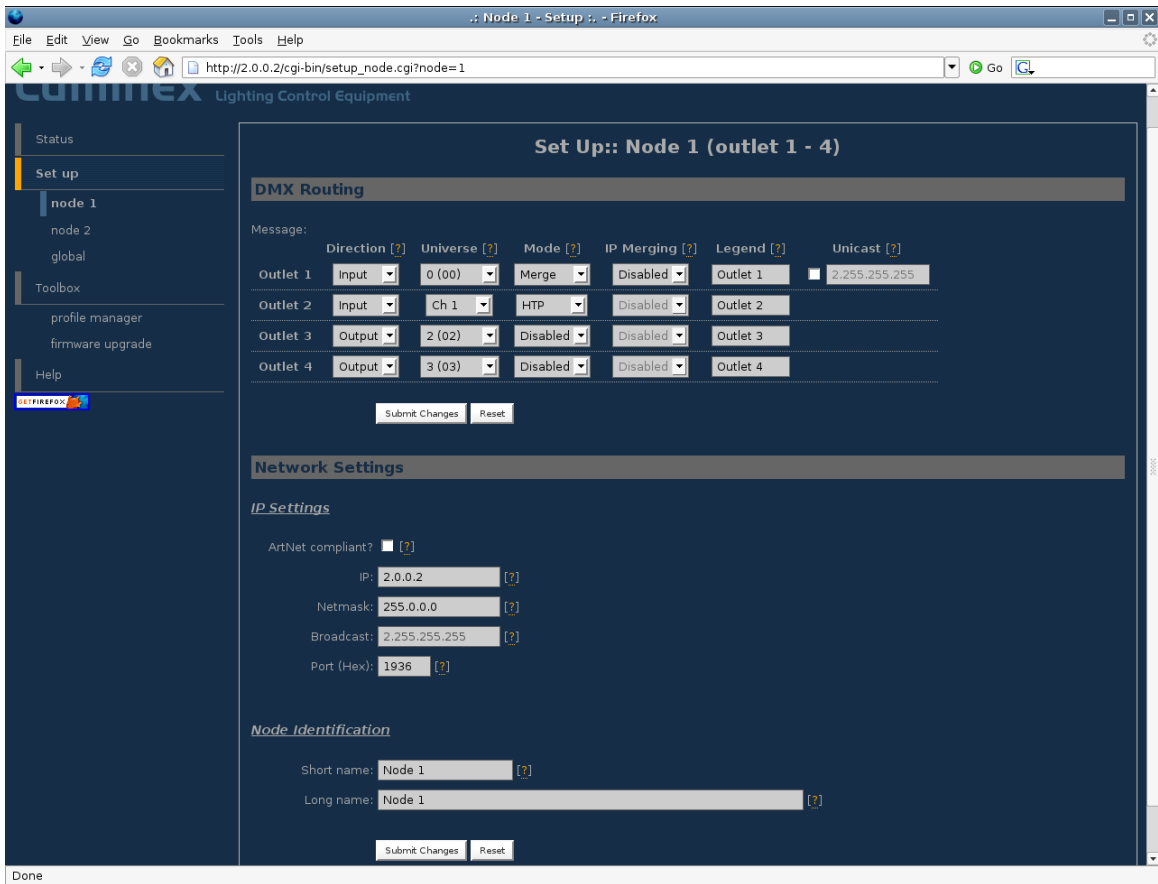 .: Node 1 - Setup :. - Firefox
File Edit View Go Bookmarks Tools Help
http://2.0.0.2/cgi-bin/setup_node.cgi?node=1 Go
Luminex Lighting Control Equipment
Status
Set up
node 1
node 2
global
Toolbox
profile manager
firmware upgrade
Help
GETFIREFOX
Set Up:: Node 1 (outlet 1 - 4)
DMX Routing
Message:
Direction [?] Universe [?] Mode [?] IP Merging [?] Legend [?] Unicast [?]
Outlet 1 Input 0 (00) Merge Disabled Outlet 1 2.255.255.255
Outlet 2 Input Ch 1 HTP Disabled Outlet 2
Outlet 3 Output 2 (02) Disabled Disabled Outlet 3
Outlet 4 Output 3 (03) Disabled Disabled Outlet 4
Submit Changes Reset
Network Settings
IP Settings
ArtNet compliant? [?]
IP: 2.0.0.2 [?]
Netmask: 255.0.0.0 [?]
Broadcast: 2.255.255.255 [?]
Port (Hex): 1936 [?]
Node Identification
Short name: Node 1 [?]
Long name: Node 1 [?]
Submit Changes Reset
Done